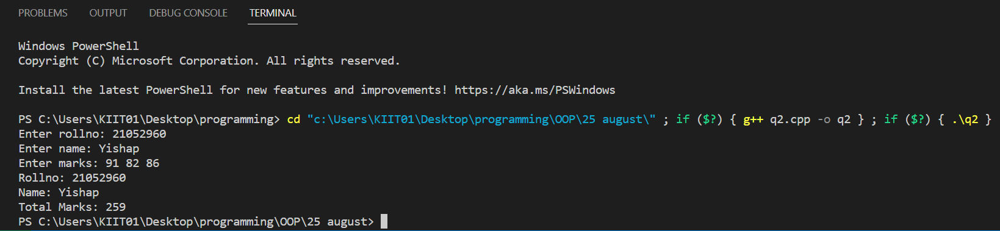 PROBLEMS OUTPUT DEBUG CONSOLE TERMINAL
Windows PowerShell
Copyright (C) Microsoft Corporation. All rights reserved.
Install the latest PowerShell for new features and improvements! https://aka.ms/PSWindows
PS C:\Users\KIIT01\Desktop\programming> cd "c:\Users\KIIT01\Desktop\programming\OOP\25 august\" ; if ($?) { g++ q2.cpp -o q2 } ; if ($?) { .\q2 }
Enter rollno: 21052960
Enter name: Yishap
Enter marks: 91 82 86
Rollno: 21052960
Name: Yishap
Total Marks: 259
PS C:\Users\KIIT01\Desktop\programming\OOP\25 august>